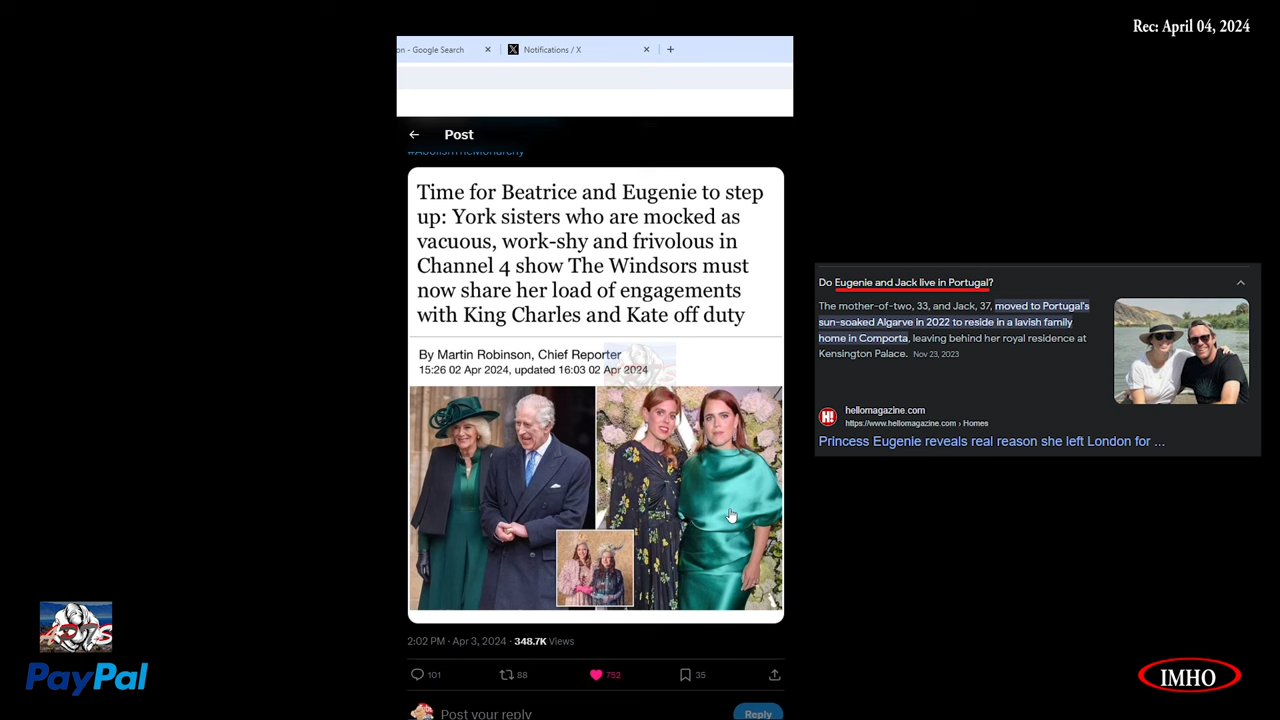 Rec: April 04, 2024
on - Google Search
Notifications / X
Post
#AbolishTheMonarchy
Time for Beatrice and Eugenie to step
up: York sisters who are mocked as
vacuous, work-shy and frivolous in
Channel 4 show The Windsors must
now share her load of engagements
with King Charles and Kate off duty
By Martin Robinson, Chief Reporter
15:26 02 Apr 2024, updated 16:03 02 Apr 2024
2:02 PM · Apr 3, 2024 · 348.7K Views
101
88
752
35
Post your reply
Reply
Do Eugenie and Jack live in Portugal?
The mother-of-two, 33, and Jack, 37, moved to Portugal's
sun-soaked Algarve in 2022 to reside in a lavish family
home in Comporta, leaving behind her royal residence at
Kensington Palace. Nov 23, 2023
H!
hellomagazine.com
https://www.hellomagazine.com › Homes
Princess Eugenie reveals real reason she left London for ...
PayPal
IMHO